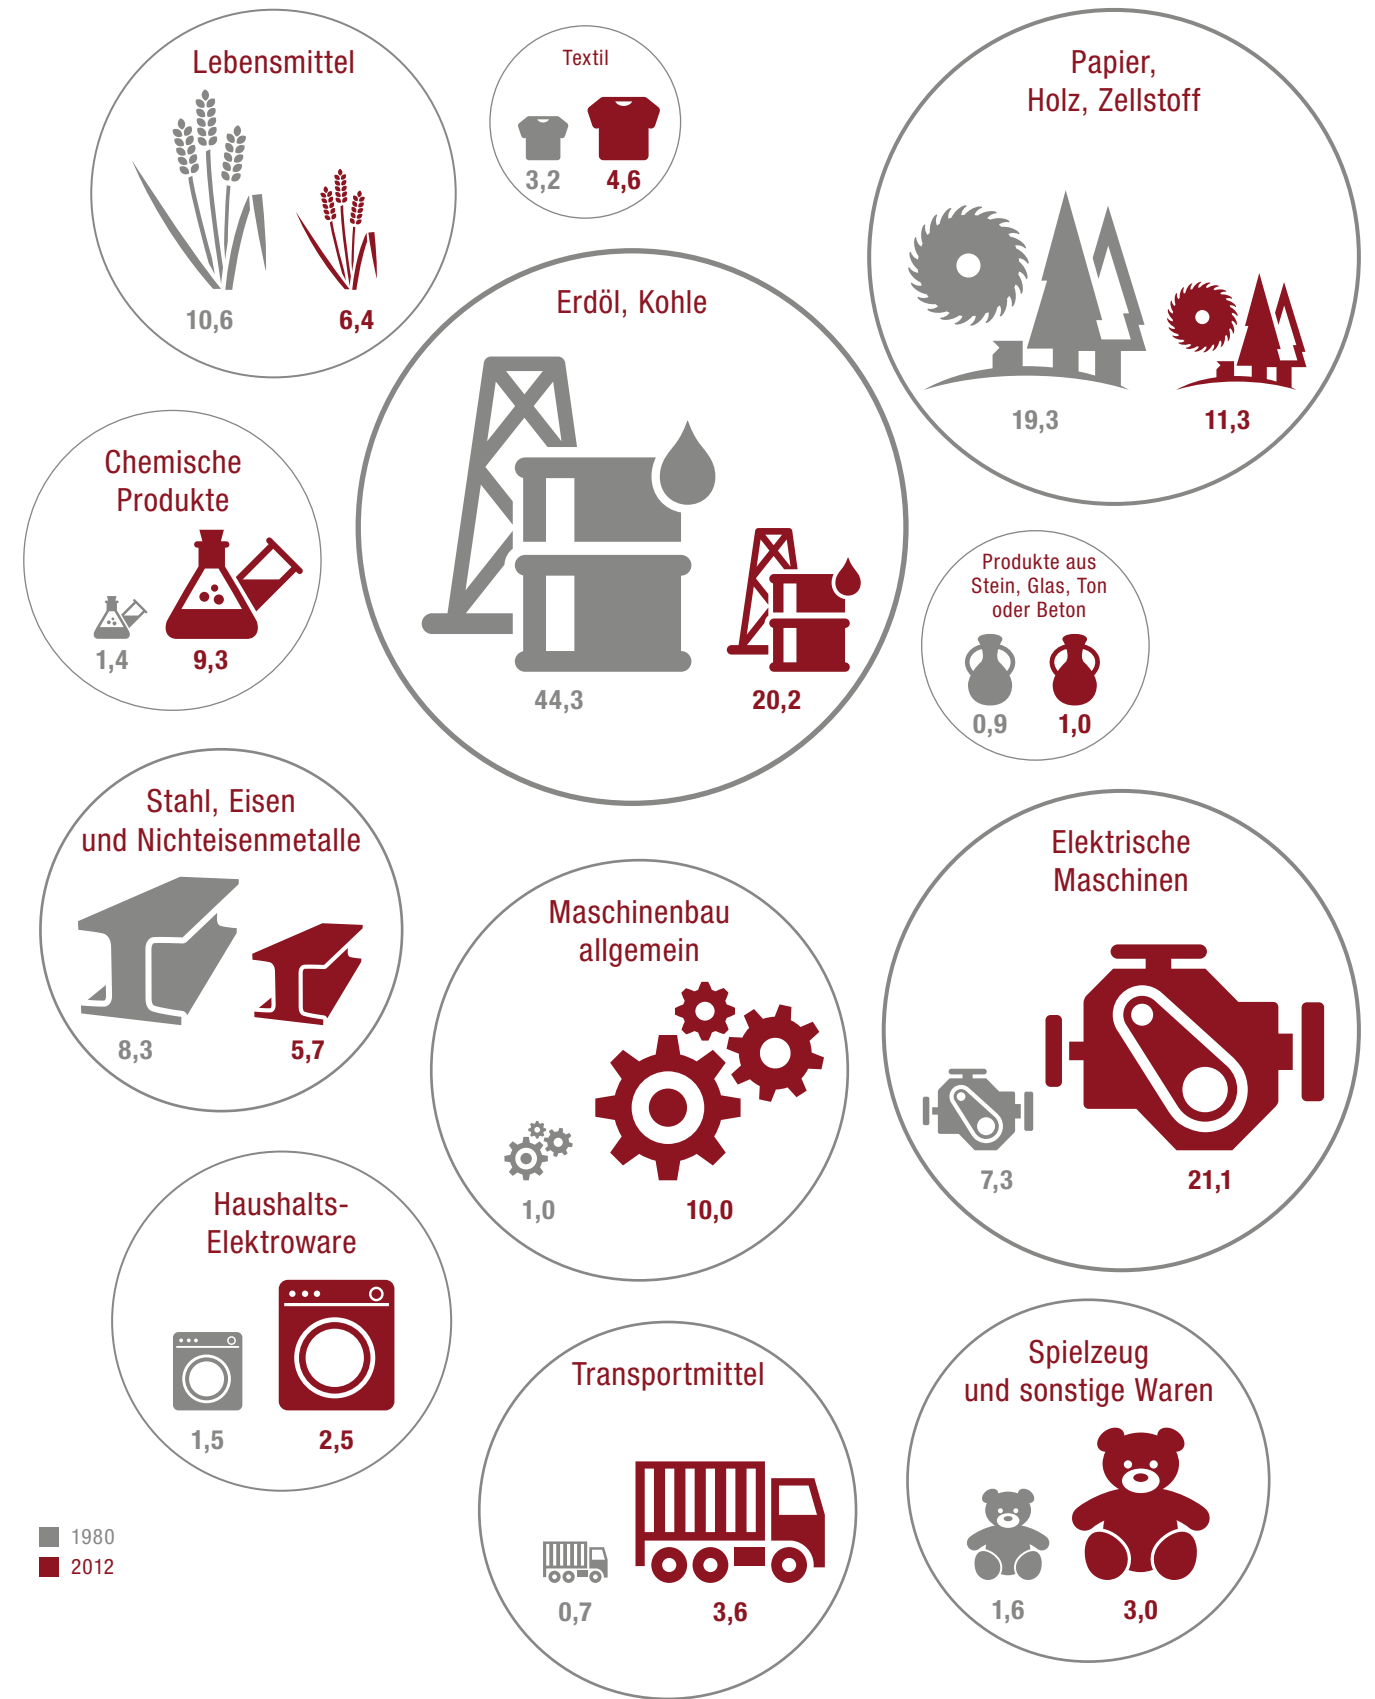 Lebensmittel
10,6
6,4
Textil
3,2
4,6
Papier,
Holz, Zellstoff
19,3
11,3
Erdöl, Kohle
44,3
20,2
Chemische
Produkte
1,4
9,3
Produkte aus
Stein, Glas, Ton
oder Beton
0,9
1,0
Stahl, Eisen
und Nichteisenmetalle
8,3
5,7
Maschinenbau
allgemein
1,0
10,0
Elektrische
Maschinen
7,3
21,1
Haushalts-
Elektroware
1,5
2,5
Transportmittel
0,7
3,6
Spielzeug
und sonstige Waren
1,6
3,0
1980
2012